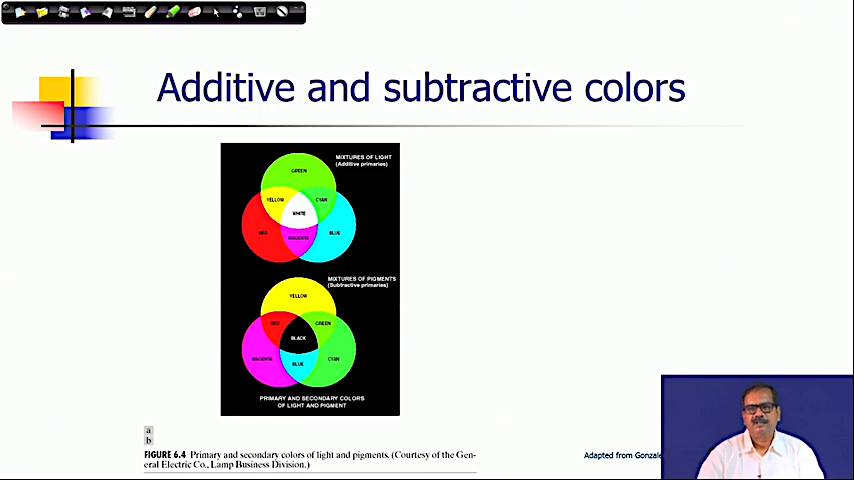 Additive and subtractive colors
MIXTURES OF LIGHT
(Additive primaries)
GREEN
YELLOW
CYAN
WHITE
RED
BLUE
MAGENTA
MIXTURES OF PIGMENTS
(Subtractive primaries)
YELLOW
RED
GREEN
BLACK
MAGENTA
BLUE
CYAN
PRIMARY AND SECONDARY COLORS
OF LIGHT AND PIGMENT
a
b
FIGURE 6.4 Primary and secondary colors of light and pigments. (Courtesy of the Gen-
eral Electric Co., Lamp Business Division.)
Adapted from Gonzale